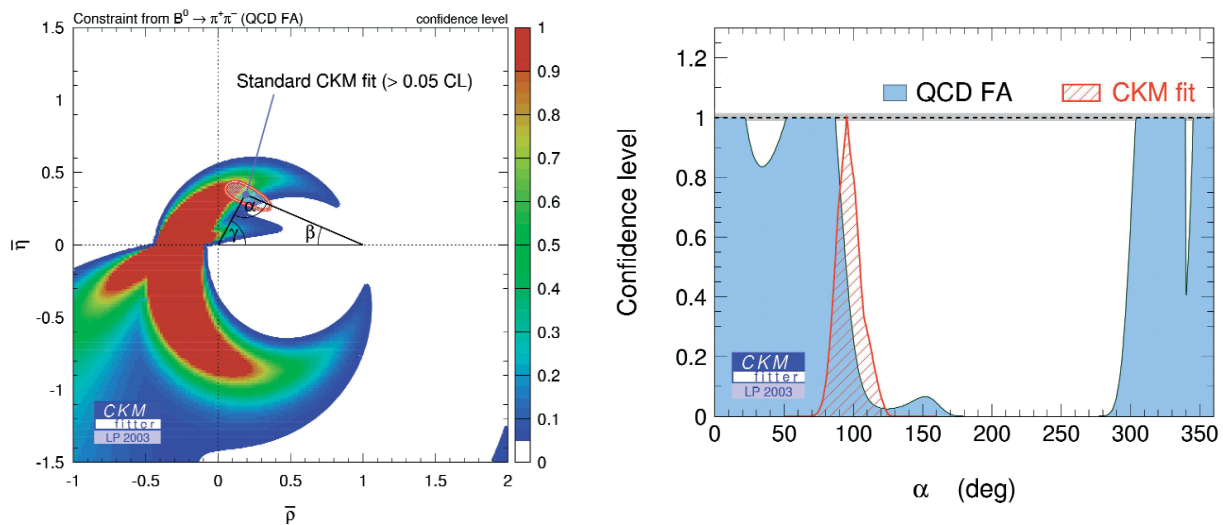 Constraint from B⁰ → π⁺π⁻ (QCD FA) confidence level
Standard CKM fit (> 0.05 CL)
α
γ
β
η̄
1.5
1
0.5
0
-0.5
-1
-1.5
-1 -0.5 0 0.5 1 1.5 2
ρ̄
1
0.9
0.8
0.7
0.6
0.5
0.4
0.3
0.2
0.1
0
CKM
fitter
LP 2003
QCD FA CKM fit
Confidence level
1.2
1
0.8
0.6
0.4
0.2
0
0 50 100 150 200 250 300 350
α (deg)
CKM
fitter
LP 2003